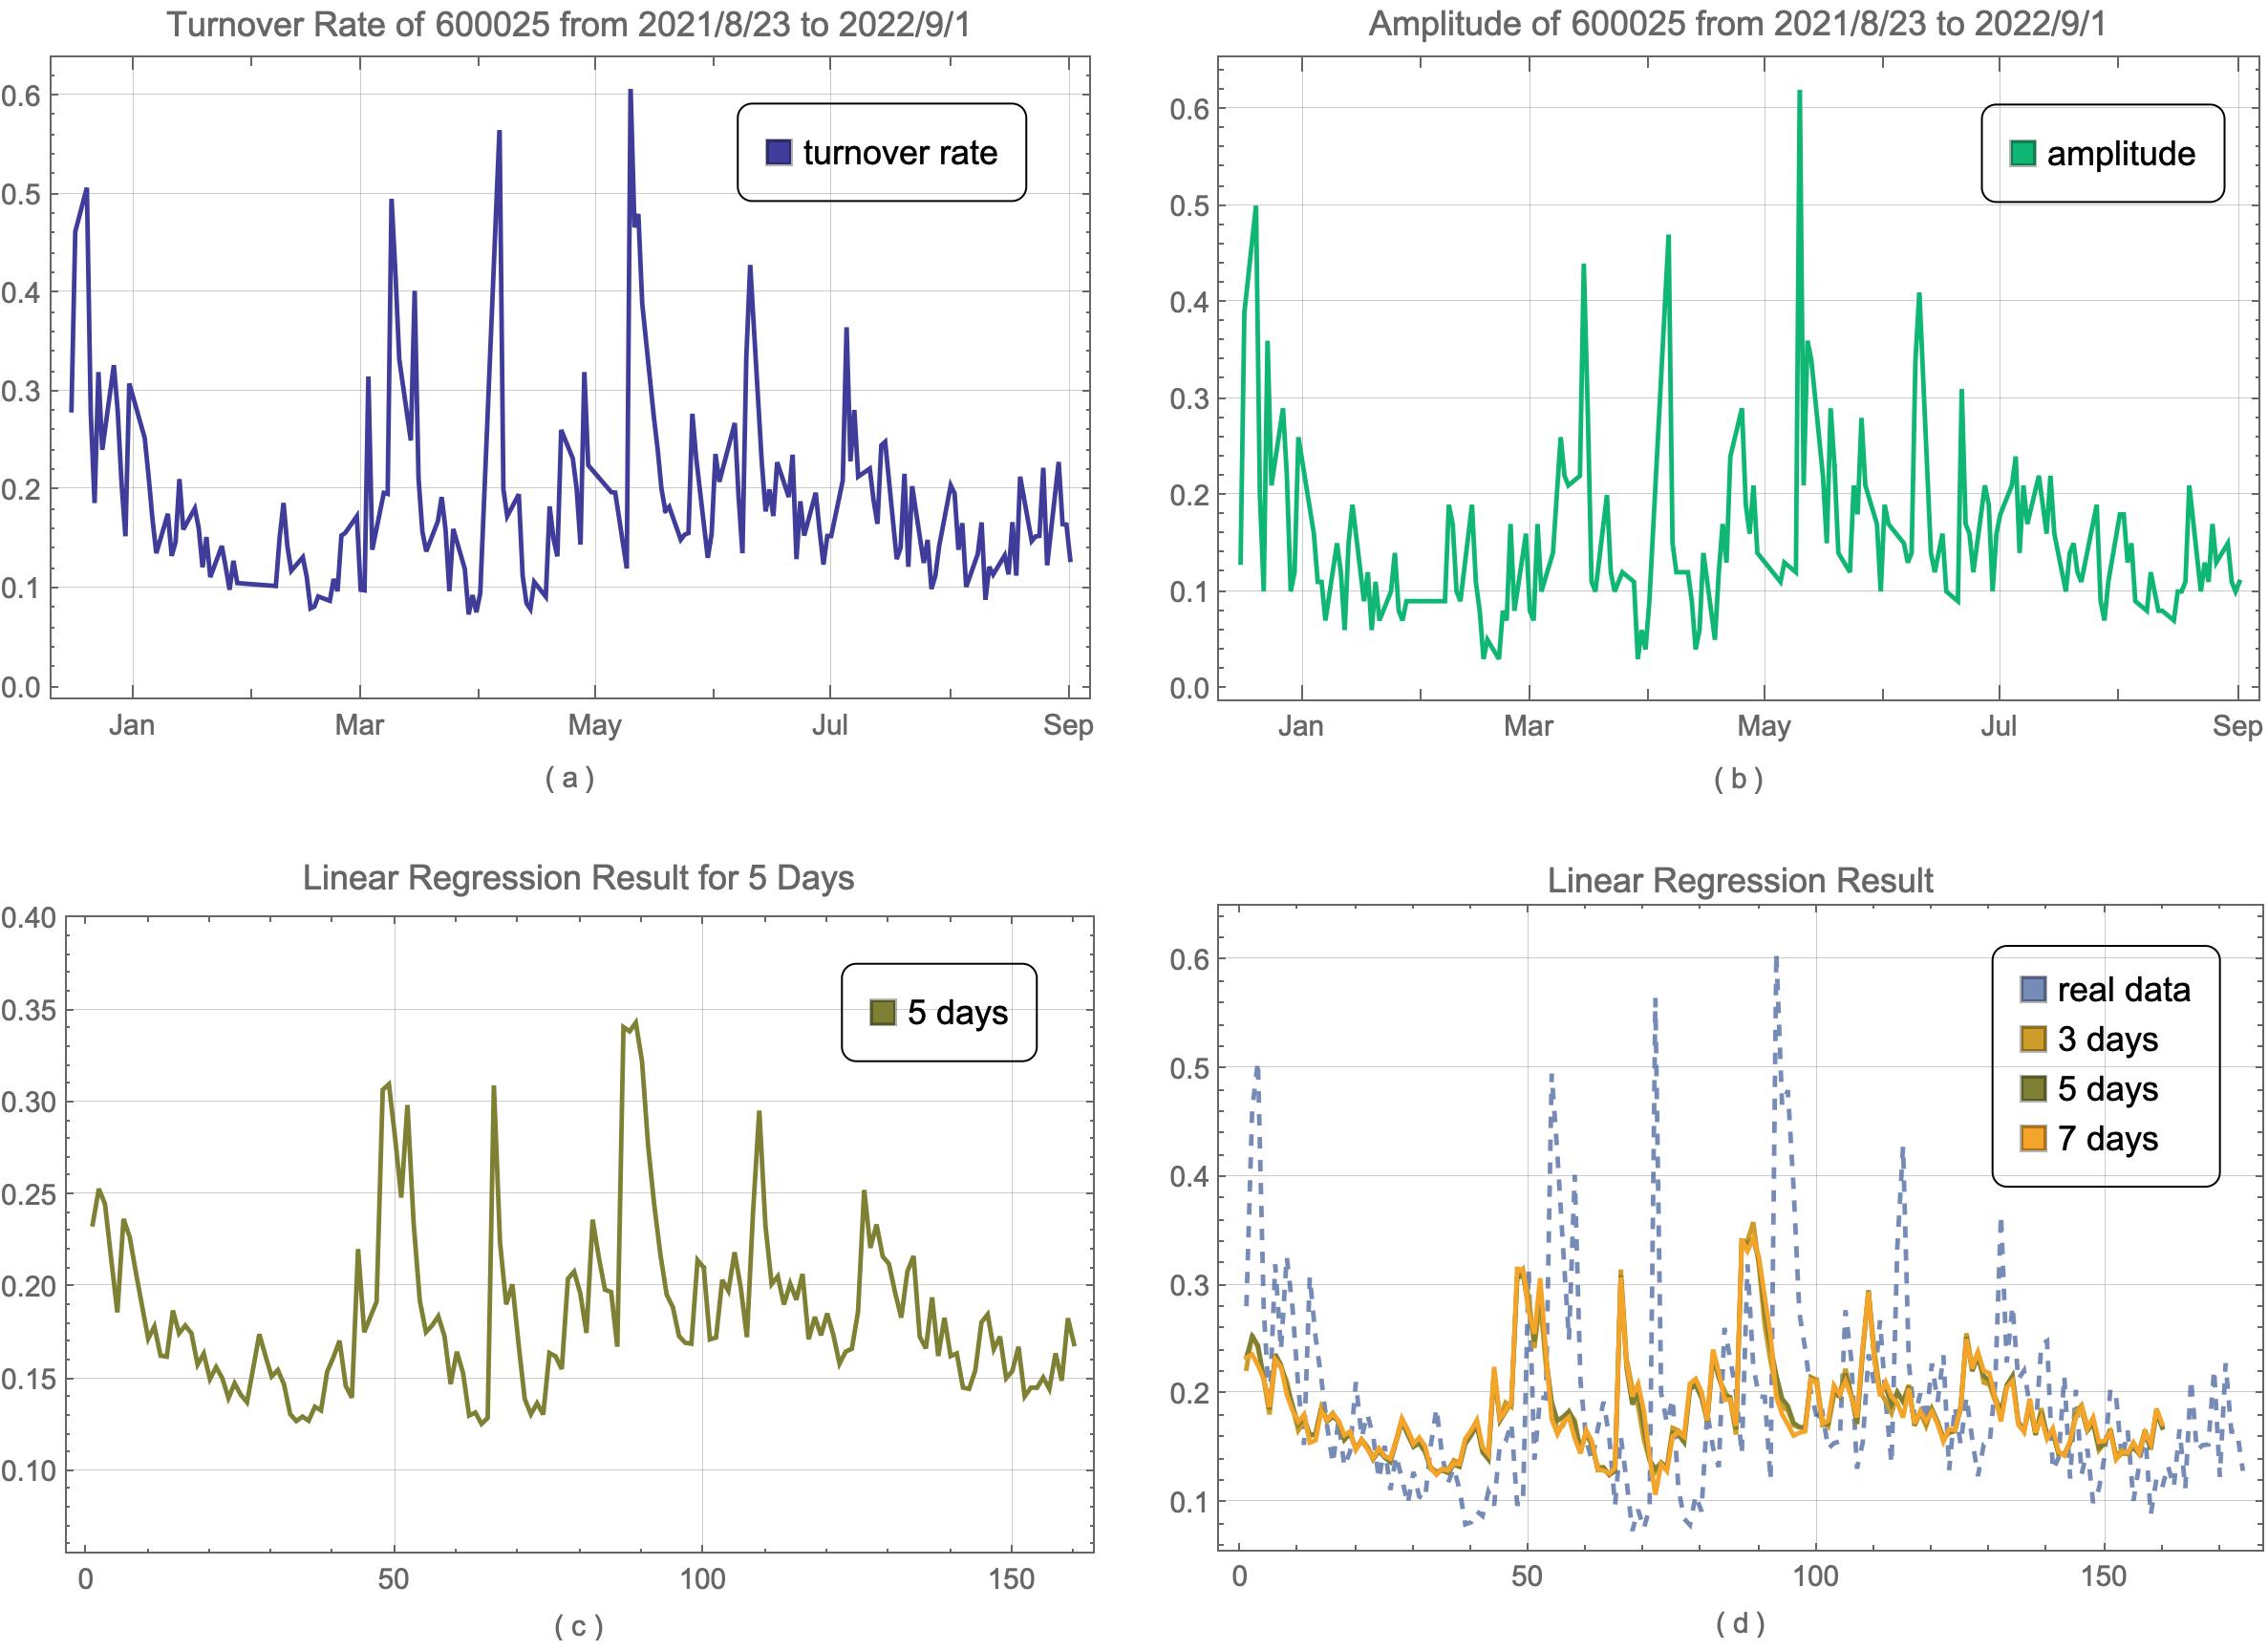 Turnover Rate of 600025 from 2021/8/23 to 2022/9/1
0.6
0.5
0.4
0.3
0.2
0.1
0.0
turnover rate
Jan Mar May Jul Sep
( a )
Amplitude of 600025 from 2021/8/23 to 2022/9/1
0.6
0.5
0.4
0.3
0.2
0.1
0.0
amplitude
Jan Mar May Jul Sep
( b )
Linear Regression Result for 5 Days
0.40
0.35
0.30
0.25
0.20
0.15
0.10
5 days
0 50 100 150
( c )
Linear Regression Result
0.6
0.5
0.4
0.3
0.2
0.1
real data
3 days
5 days
7 days
0 50 100 150
( d )